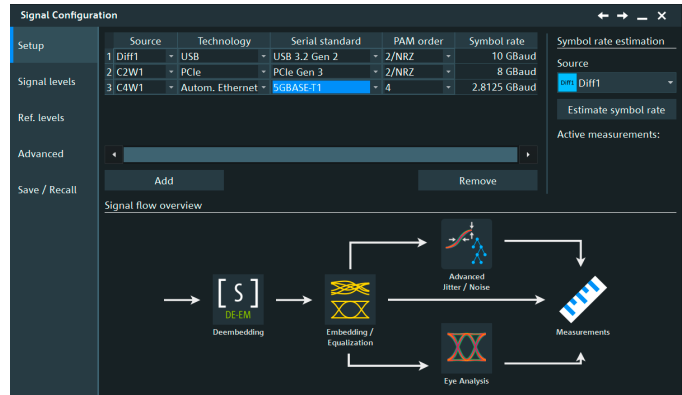 Signal Configuration
Setup
Signal levels
Ref. levels
Advanced
Save / Recall
Source Technology Serial standard PAM order Symbol rate
1 Diff1 USB USB 3.2 Gen 2 2/NRZ 10 GBaud
2 C2W1 PCIe PCIe Gen 3 2/NRZ 8 GBaud
3 C4W1 Autom. Ethernet 5GBASE-T1 4 2.8125 GBaud
Add Remove
Symbol rate estimation
Source
Diff1 Diff1
Estimate symbol rate
Active measurements:
Signal flow overview
[ S ]
DE-EM
Deembedding
Embedding /
Equalization
Advanced
Jitter / Noise
Eye Analysis
Measurements